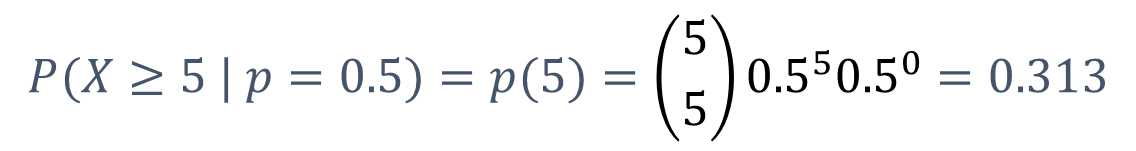 P(X ≥ 5 | p = 0.5) = p(5) = (5 5) 0.5⁵0.5⁰ = 0.313